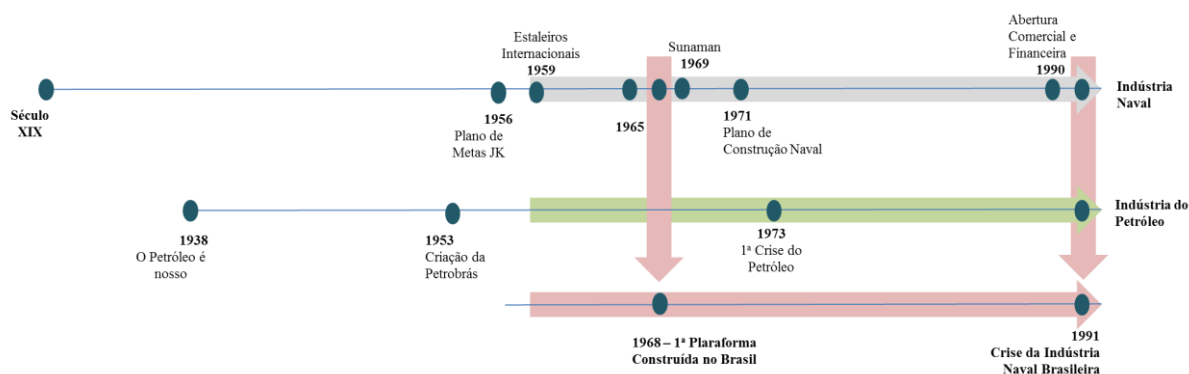 Estaleiros
Internacionais
1959
Sunaman
1969
Abertura
Comercial e
Financeira
1990
Indústria
Naval
Século
XIX
1956
Plano de
Metas JK
1965
1971
Plano de
Construção Naval
Indústria do
Petróleo
1938
O Petróleo é
nosso
1953
Criação da
Petrobrás
1973
1ª Crise do
Petróleo
1968 – 1ª Plaraforma
Construída no Brasil
1991
Crise da Indústria
Naval Brasileira